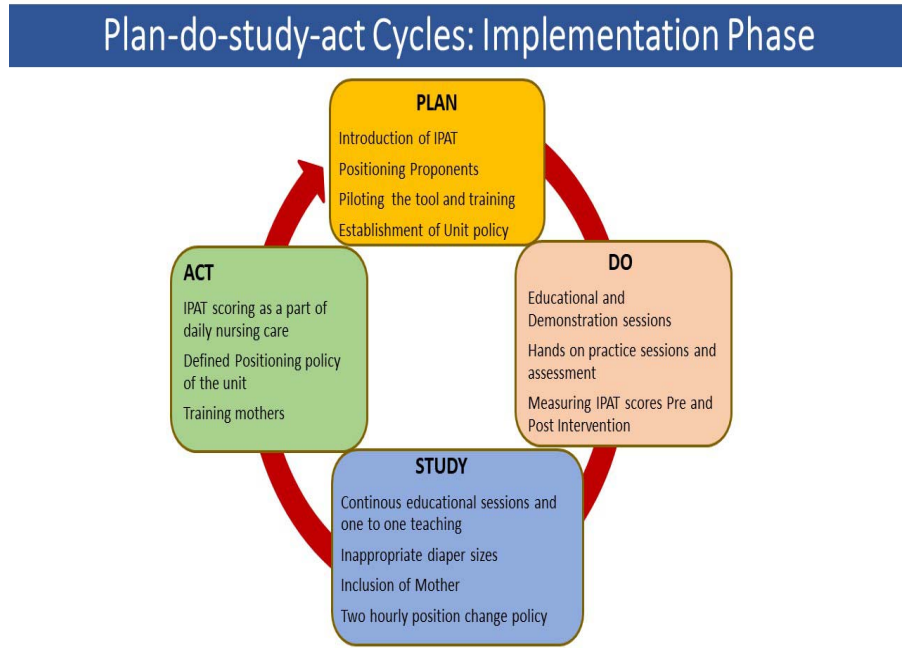 Plan-do-study-act Cycles: Implementation Phase
PLAN
Introduction of IPAT
Positioning Proponents
Piloting the tool and training
Establishment of Unit policy
DO
Educational and
Demonstration sessions
Hands on practice sessions and
assessment
Measuring IPAT scores Pre and
Post Intervention
STUDY
Continous educational sessions and
one to one teaching
Inappropriate diaper sizes
Inclusion of Mother
Two hourly position change policy
ACT
IPAT scoring as a part of
daily nursing care
Defined Positioning policy
of the unit
Training mothers